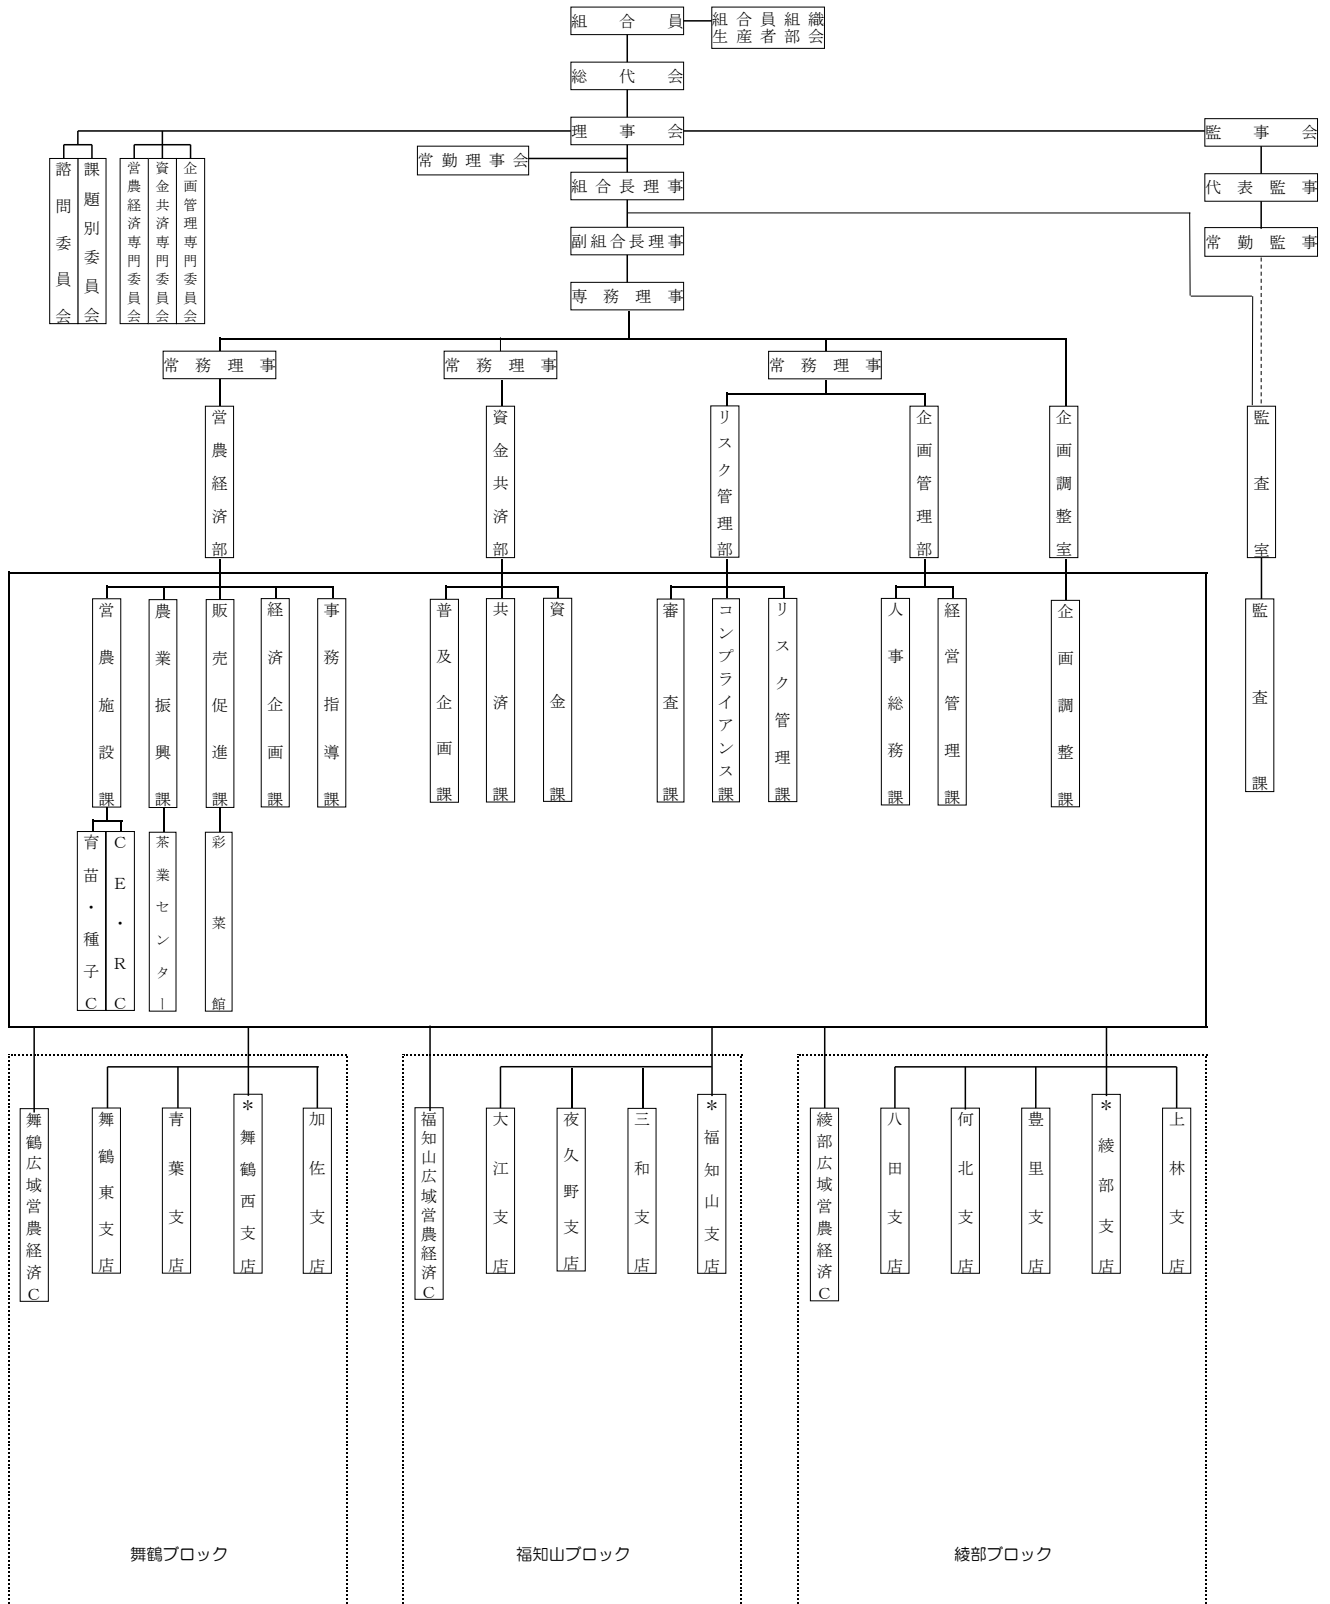 組合員
組合員組織
生産者部会
総代会
理事会
監事会
常勤理事会
諮問委員会
課題別委員会
営農経済専門委員会
資金共済専門委員会
企画管理専門委員会
組合長理事
代表監事
副組合長理事
常勤監事
専務理事
常務理事
常務理事
常務理事
営農経済部
資金共済部
リスク管理部
企画管理部
企画調整室
監査室
営農施設課
農業振興課
販売促進課
経済企画課
事務指導課
普及企画課
共済課
資金課
審査課
コンプライアンス課
リスク管理課
人事総務課
経営管理課
企画調整課
監査課
育苗・種子C
CE・RC
茶業センター
彩菜館
舞鶴広域営農経済C
舞鶴東支店
青葉支店
＊舞鶴西支店
加佐支店
福知山広域営農経済C
大江支店
夜久野支店
三和支店
＊福知山支店
綾部広域営農経済C
八田支店
何北支店
豊里支店
＊綾部支店
上林支店
舞鶴ブロック
福知山ブロック
綾部ブロック